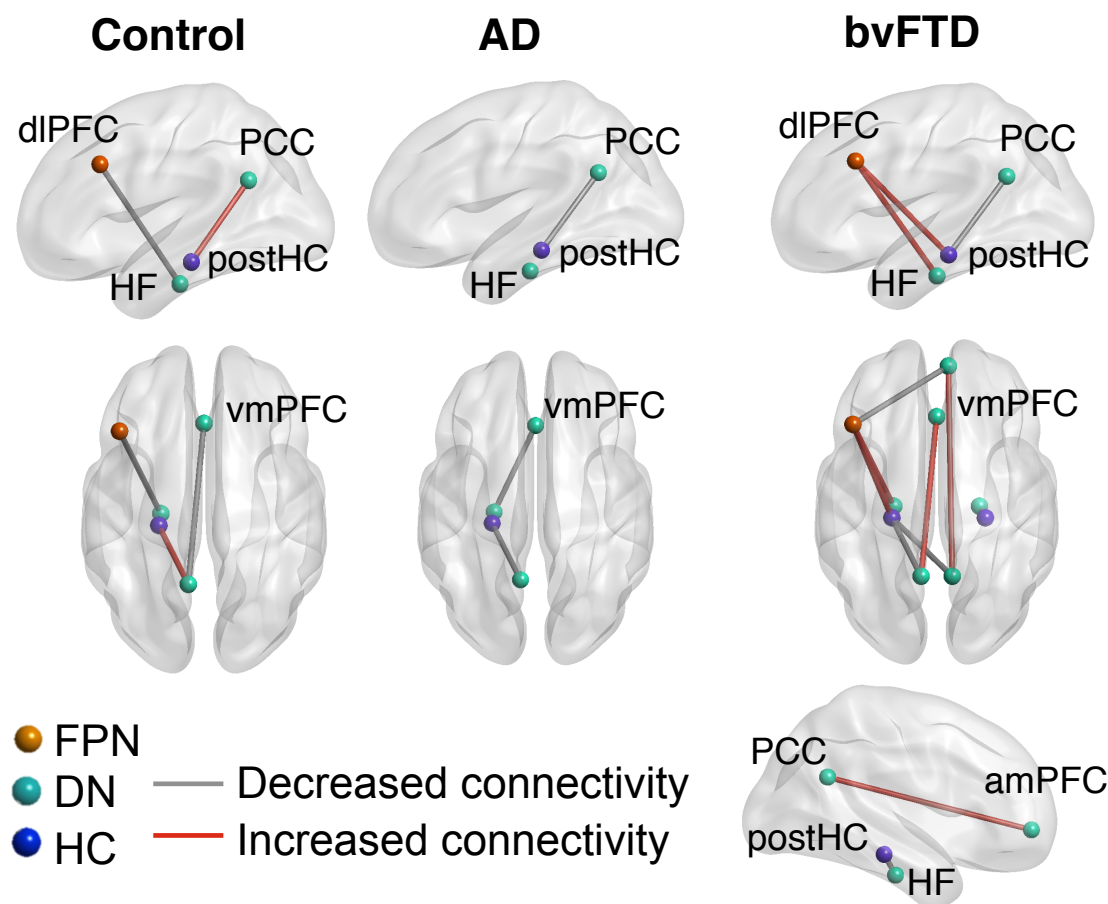 Control AD bvFTD
dlPFC PCC PCC dlPFC PCC
postHC postHC postHC
HF HF HF
vmPFC vmPFC vmPFC
FPN
PCC
DN Decreased connectivity amPFC
HC Increased connectivity postHC
HF